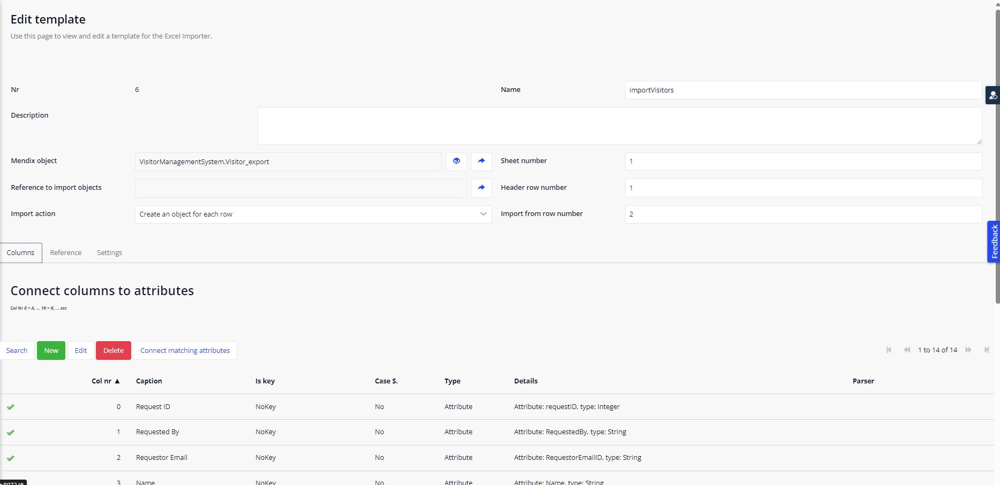 Edit template
Use this page to view and edit a template for the Excel Importer.
Nr 6 Name importVisitors
Description
Mendix object VisitorManagementSystem.Visitor_export Sheet number 1
Reference to import objects Header row number 1
Import action Create an object for each row Import from row number 2
Feedback
Columns Reference Settings
Connect columns to attributes
Col Nr 0 = A, ... 10 = K, ... etc
Search New Edit Delete Connect matching attributes 1 to 14 of 14
Col nr ▲ Caption Is key Case S. Type Details Parser
0 Request ID NoKey No Attribute Attribute: requestID, type: Integer
1 Requested By NoKey No Attribute Attribute: RequestedBy, type: String
2 Requestor Email NoKey No Attribute Attribute: RequestorEmailID, type: String
3 Name NoKey No Attribute Attribute: Name, type: String